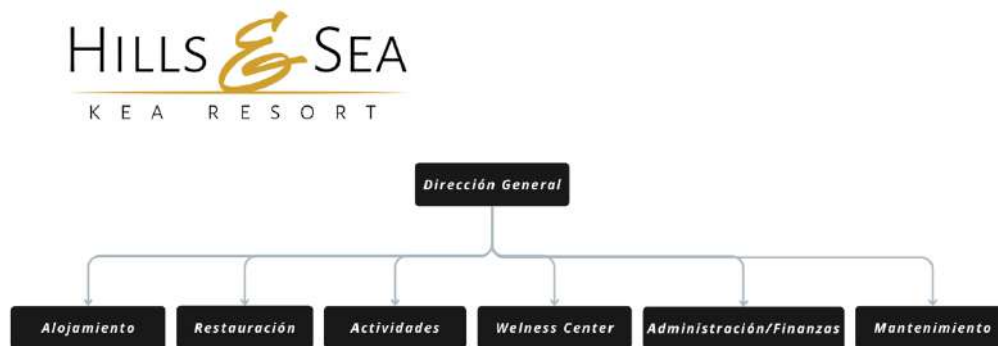 HILLS & SEA
KEA RESORT
Dirección General
Alojamiento
Restauración
Actividades
Welness Center
Administración/Finanzas
Mantenimiento